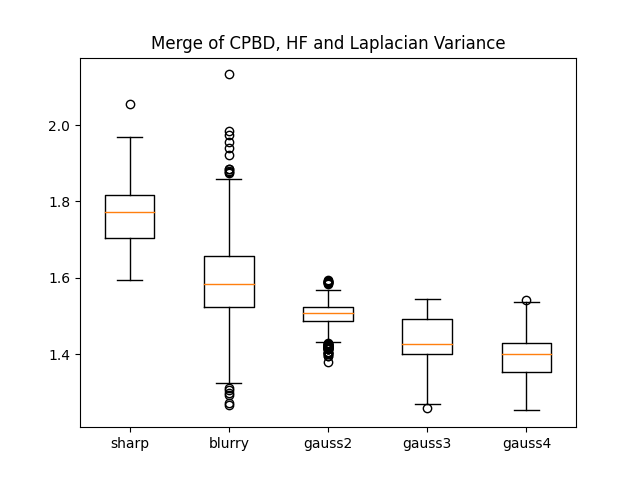 Merge of CPBD, HF and Laplacian Variance
2.0
1.8
1.6
1.4
sharp blurry gauss2 gauss3 gauss4